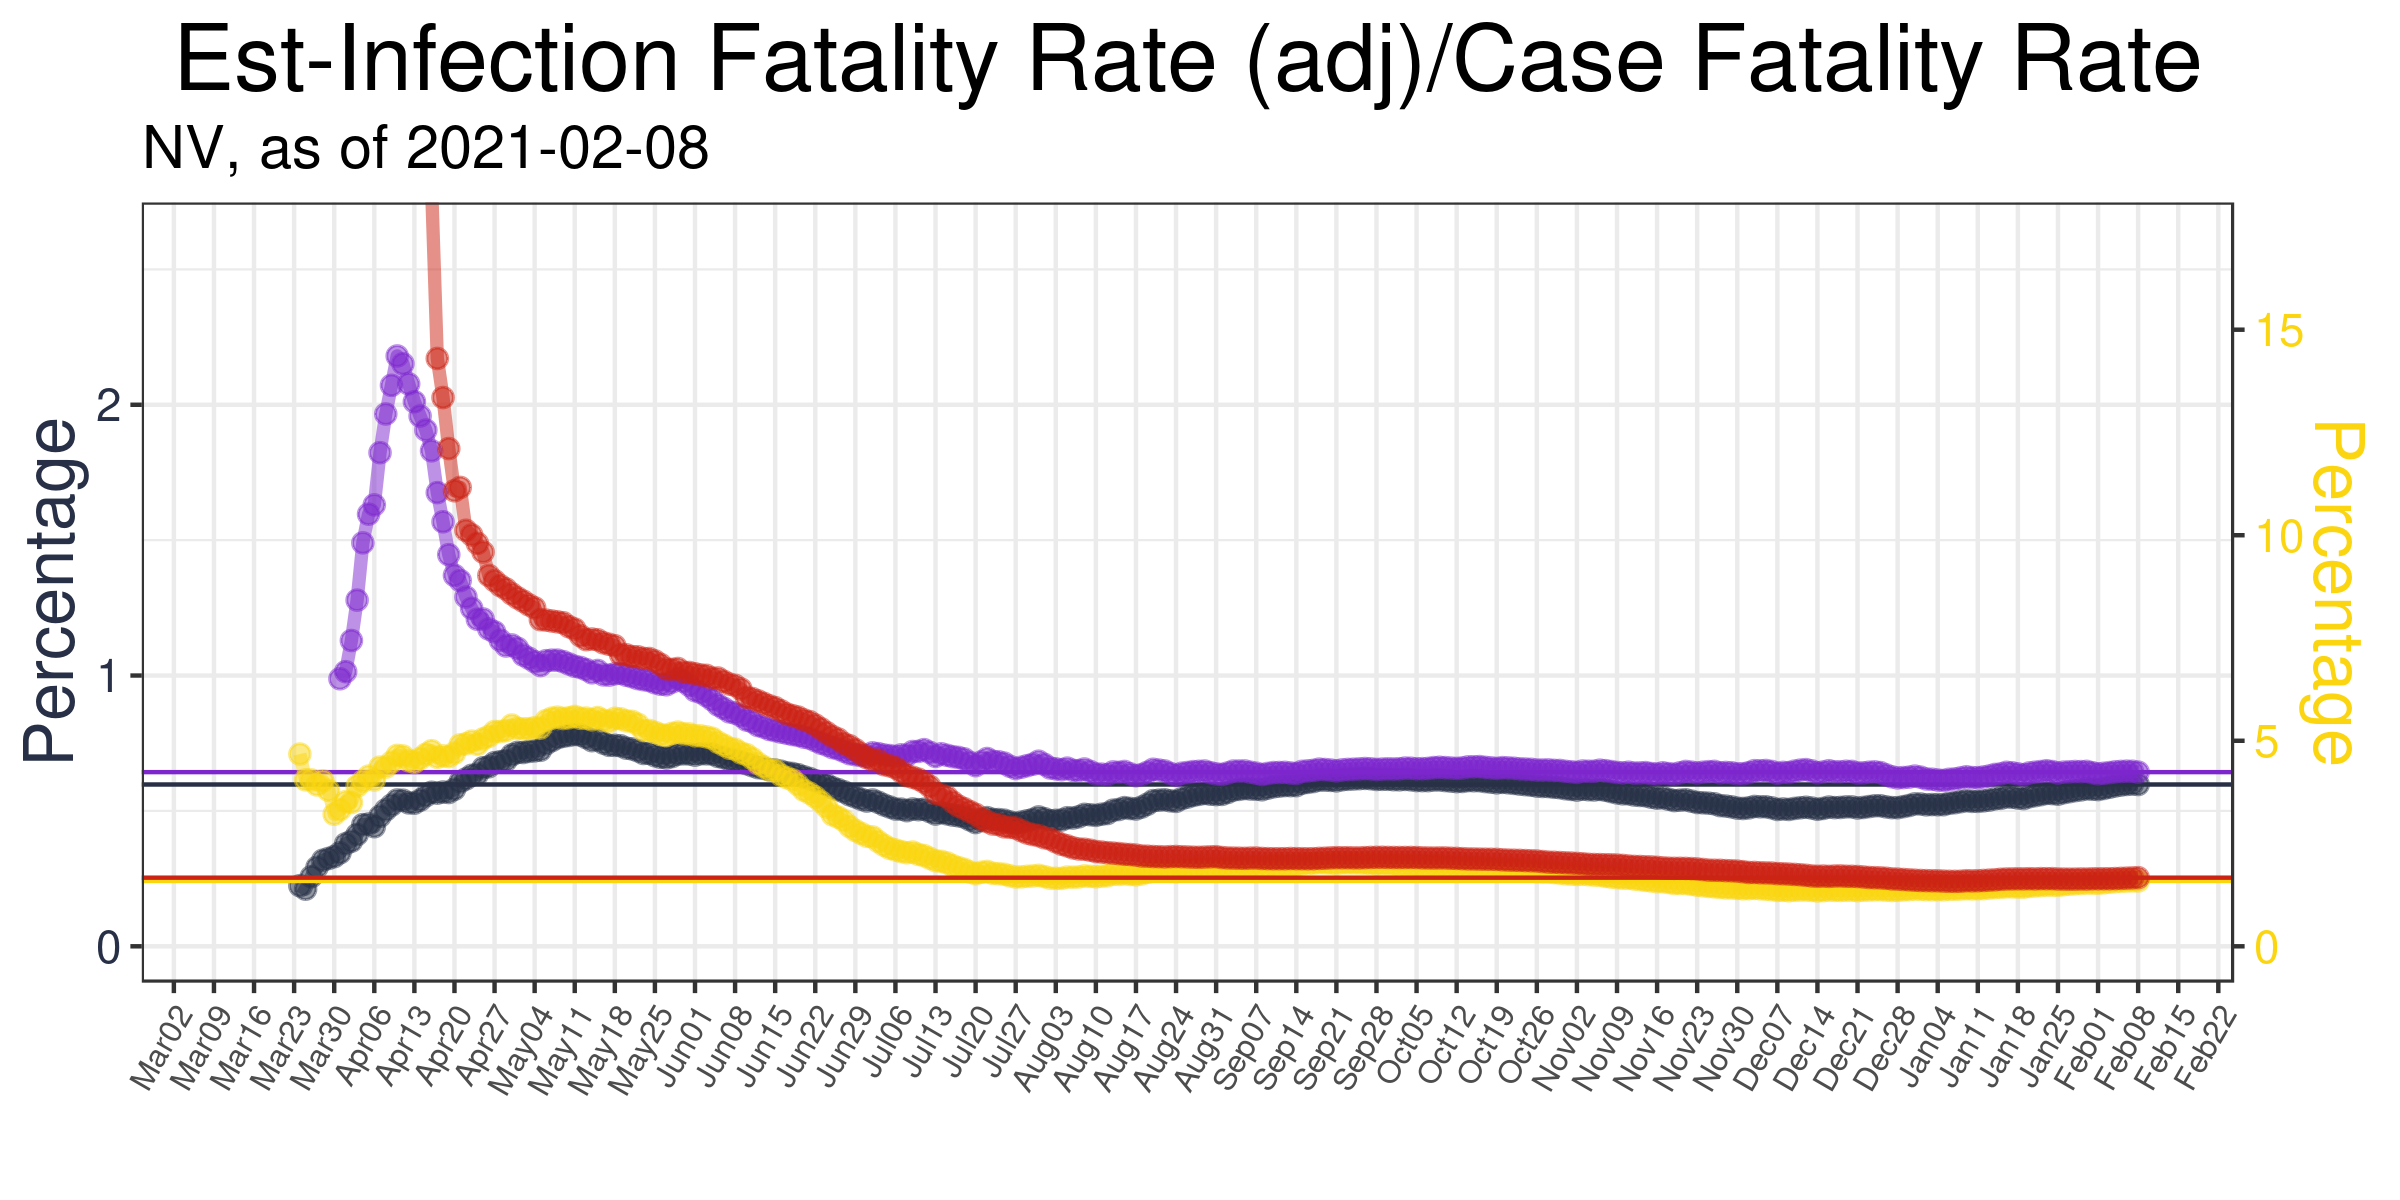 Est-Infection Fatality Rate (adj)/Case Fatality Rate
NV, as of 2021-02-08
Percentage
2
1
0
15
10
5
0
Percentage
Mar02
Mar09
Mar16
Mar23
Mar30
Apr06
Apr13
Apr20
Apr27
May04
May11
May18
May25
Jun01
Jun08
Jun15
Jun22
Jun29
Jul06
Jul13
Jul20
Jul27
Aug03
Aug10
Aug17
Aug24
Aug31
Sep07
Sep14
Sep21
Sep28
Oct05
Oct12
Oct19
Oct26
Nov02
Nov09
Nov16
Nov23
Nov30
Dec07
Dec14
Dec21
Dec28
Jan04
Jan11
Jan18
Jan25
Feb01
Feb08
Feb15
Feb22